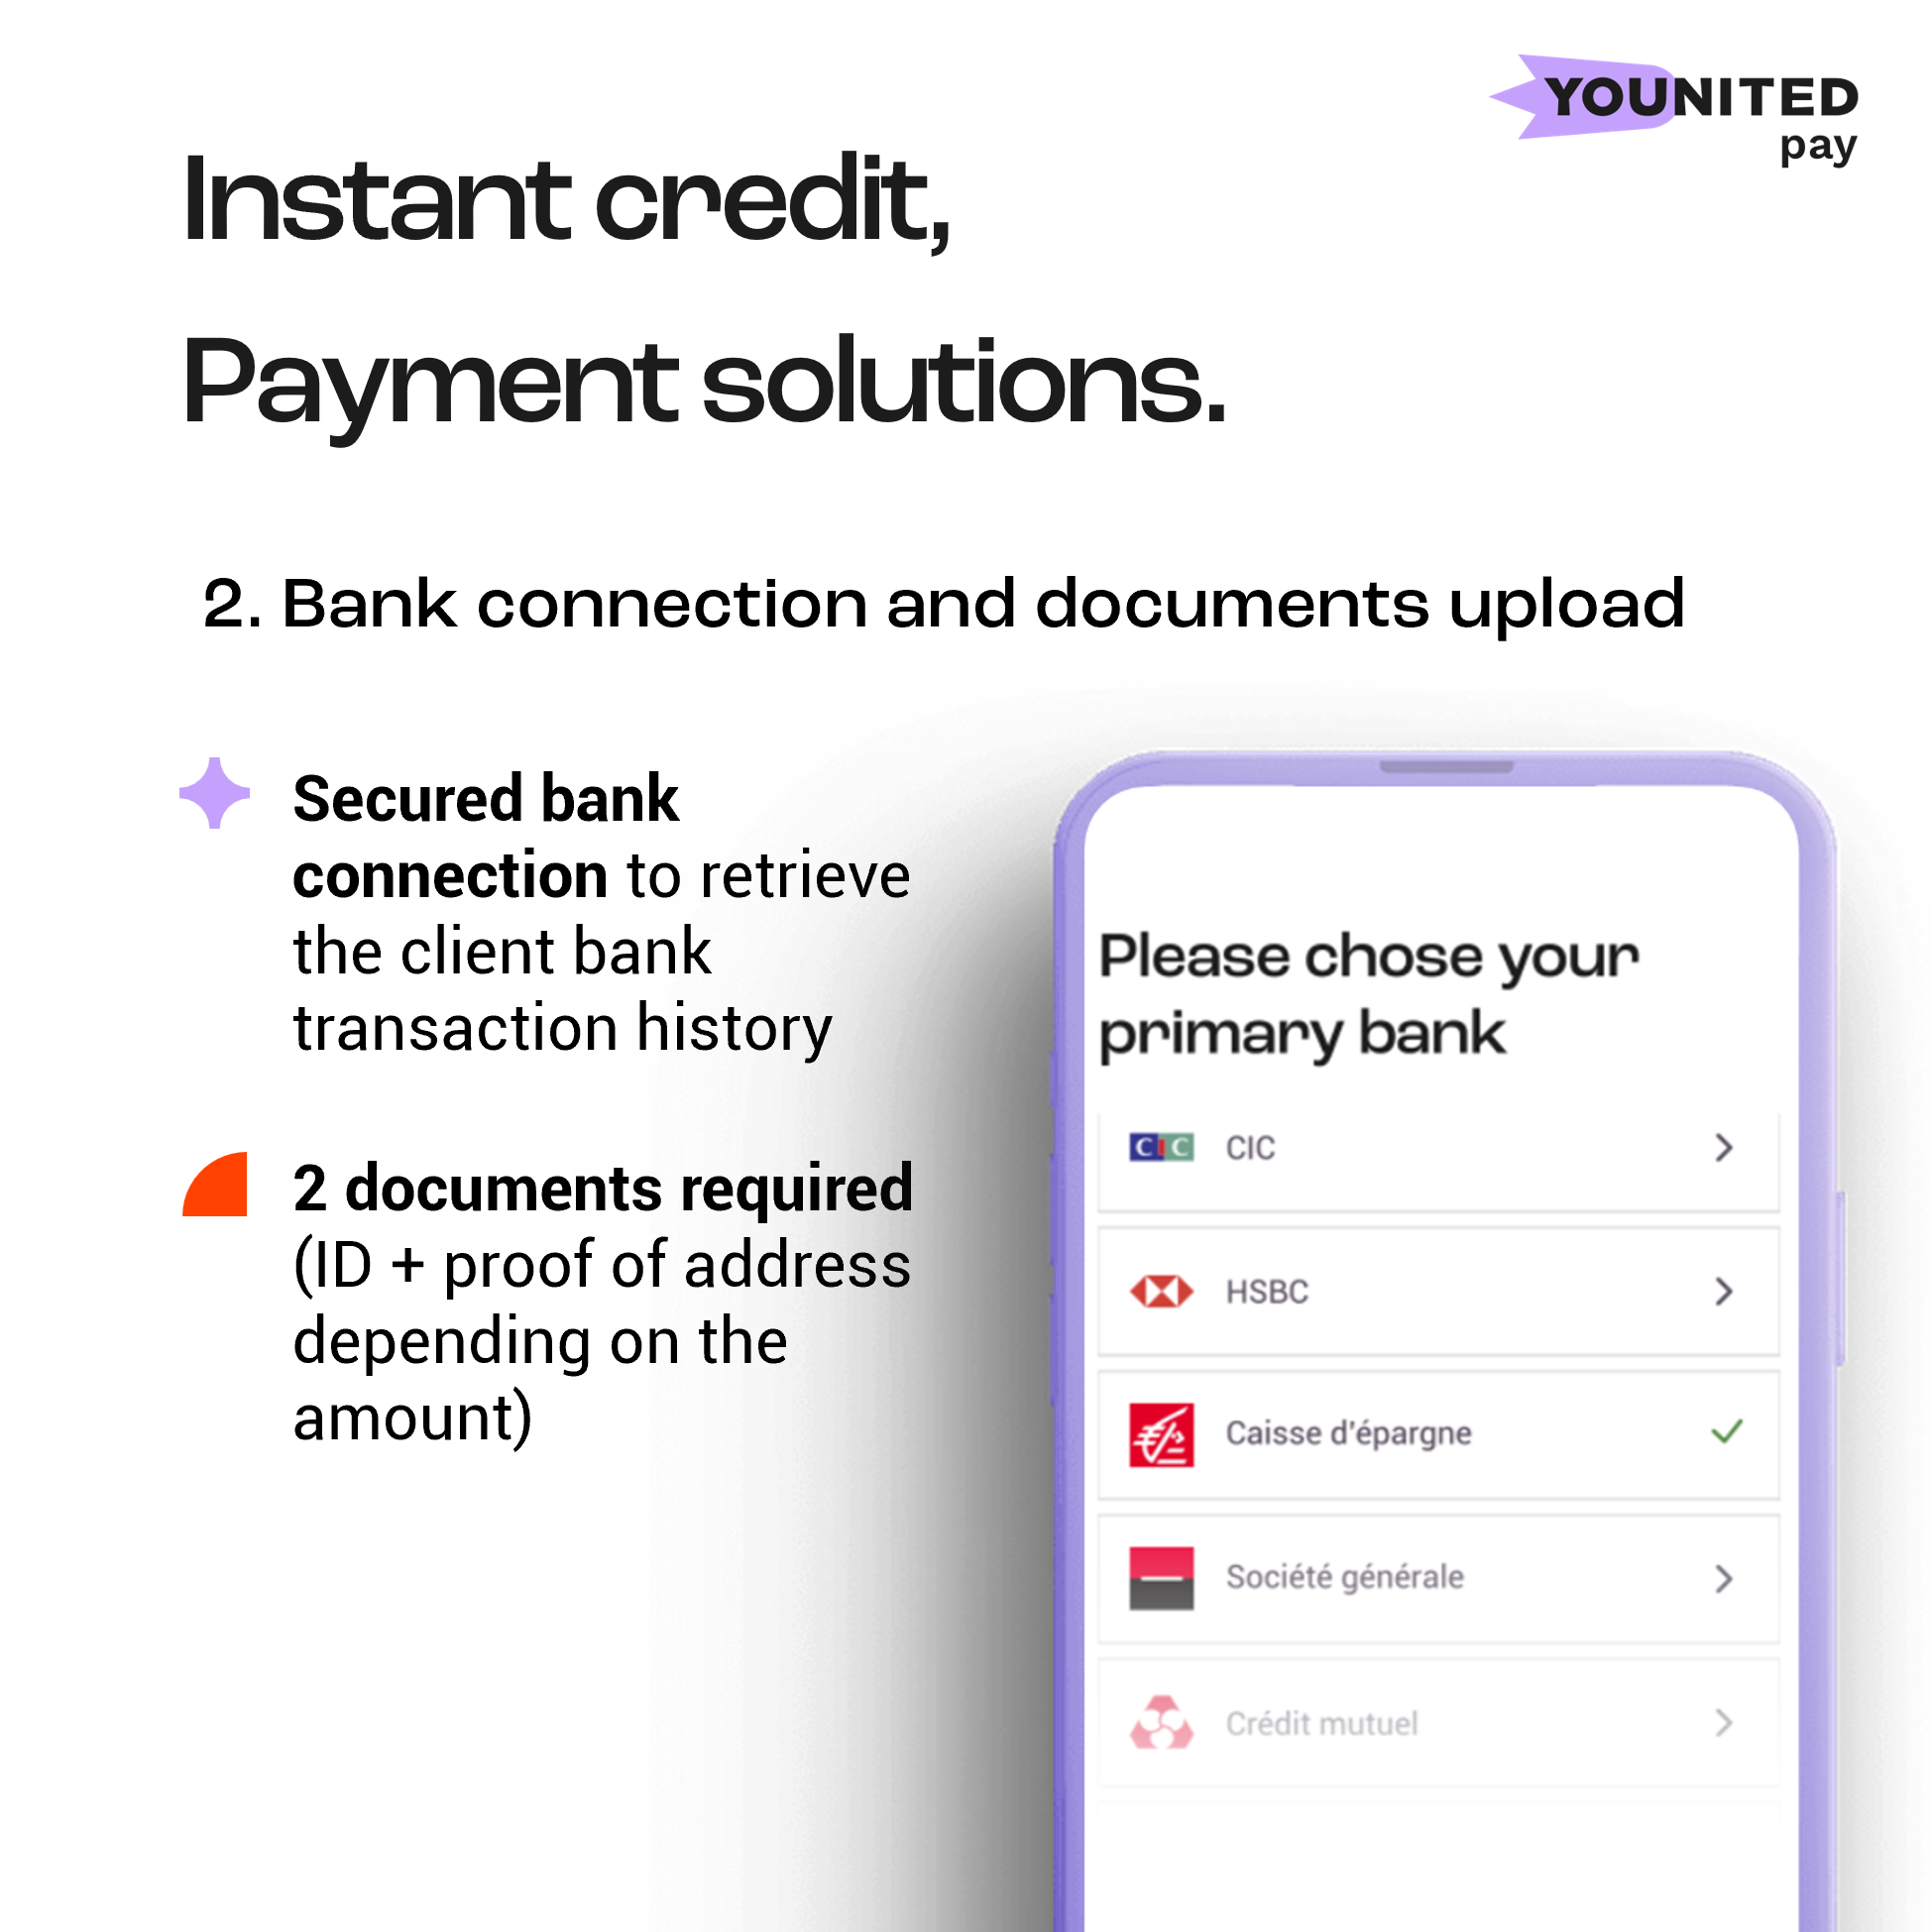 YOUNITED
pay
Instant credit,
Payment solutions.
2. Bank connection and documents upload
Secured bank
connection to retrieve
the client bank
transaction history
2 documents required
(ID + proof of address
depending on the
amount)
Please chose your
primary bank
CIC CIC
HSBC
Caisse d'épargne
Société générale
Crédit mutuel